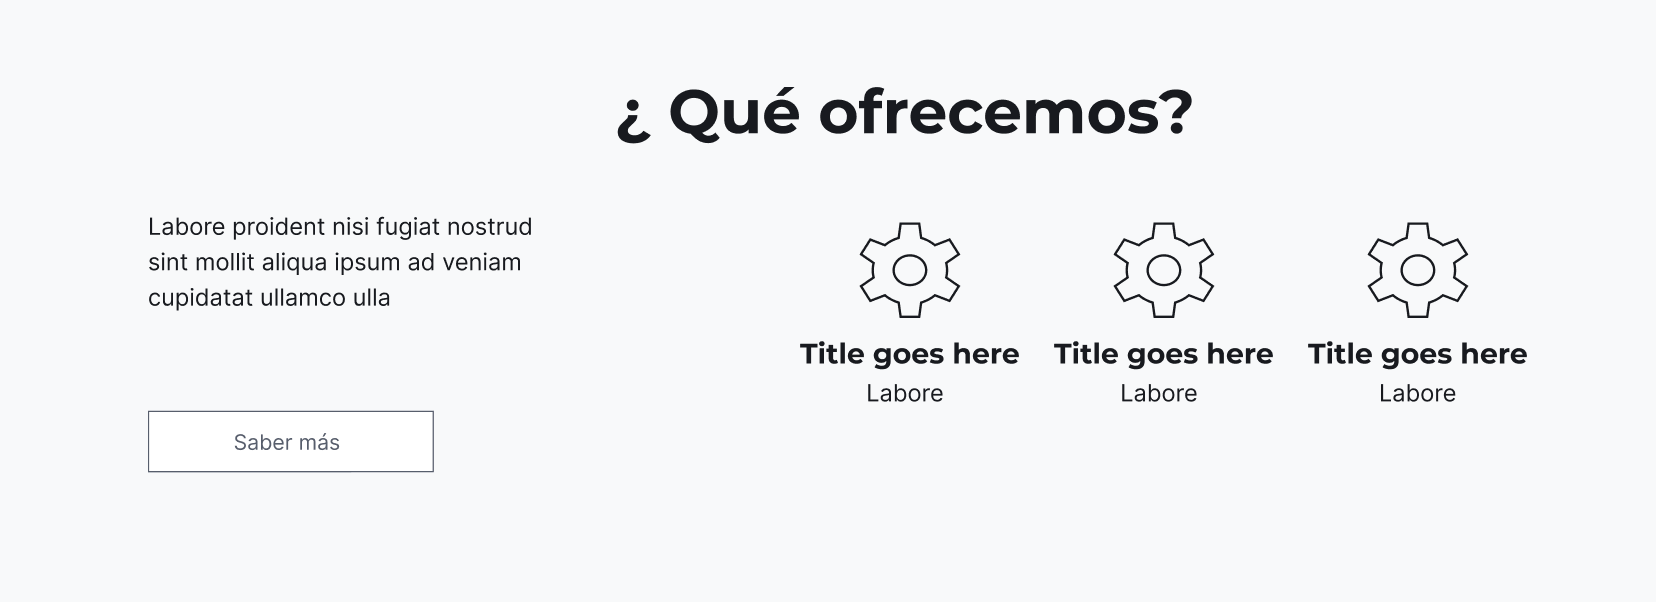 ¿ Qué ofrecemos?
Labore proident nisi fugiat nostrud
sint mollit aliqua ipsum ad veniam
cupidatat ullamco ulla
Saber más
Title goes here
Labore
Title goes here
Labore
Title goes here
Labore